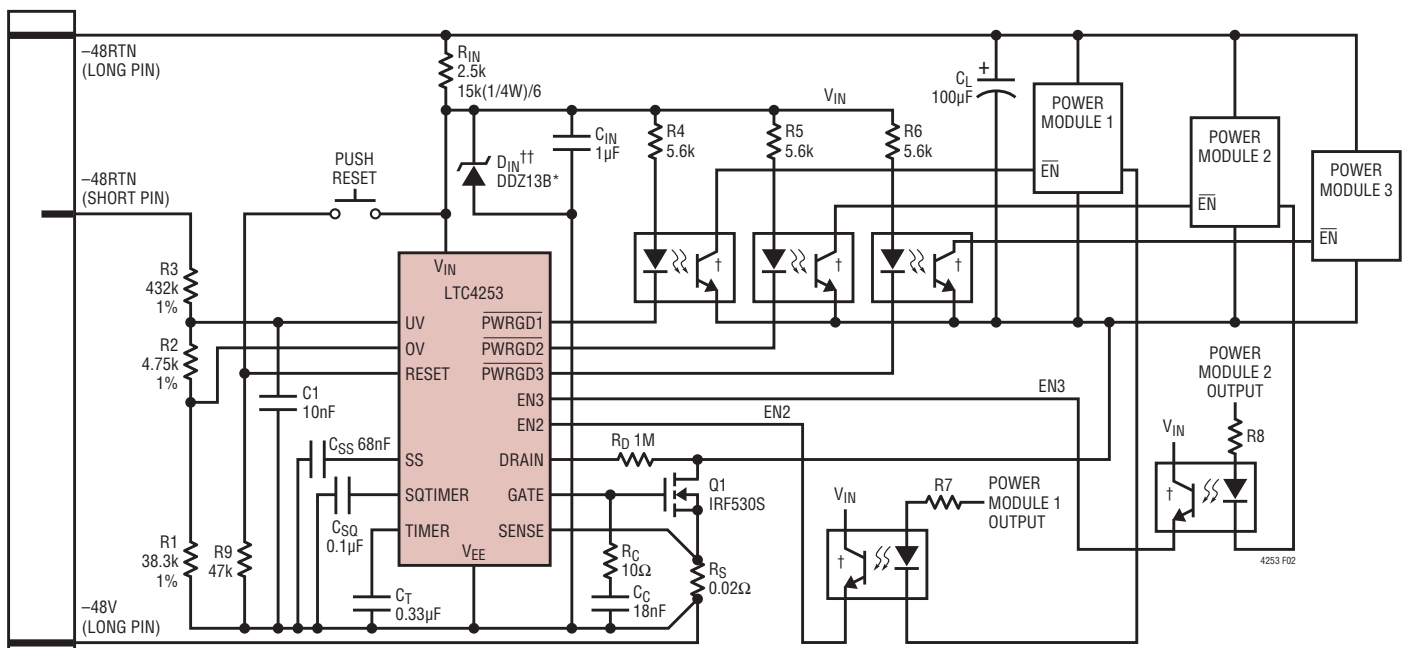 –48RTN
(LONG PIN)
R_IN
2.5k
15k(1/4W)/6
V_IN
C_L
100µF
+
POWER
MODULE 1
EN
POWER
MODULE 2
EN
POWER
MODULE 3
EN
R4
5.6k
R5
5.6k
R6
5.6k
C_IN
1µF
D_IN††
DDZ13B*
PUSH
RESET
–48RTN
(SHORT PIN)
R3
432k
1%
R2
4.75k
1%
C1
10nF
V_IN
LTC4253
UV
OV
RESET
SS
SQTIMER
TIMER
V_EE
PWRGD1
PWRGD2
PWRGD3
EN3
EN2
DRAIN
GATE
SENSE
†
†
†
EN3
EN2
POWER
MODULE 2
OUTPUT
R8
V_IN
†
4253 F02
R_D 1M
Q1
IRF530S
V_IN
†
R7
POWER
MODULE 1
OUTPUT
C_SS 68nF
C_SQ
0.1µF
R1
38.3k
1%
R9
47k
C_T
0.33µF
R_C
10Ω
C_C
18nF
R_S
0.02Ω
–48V
(LONG PIN)